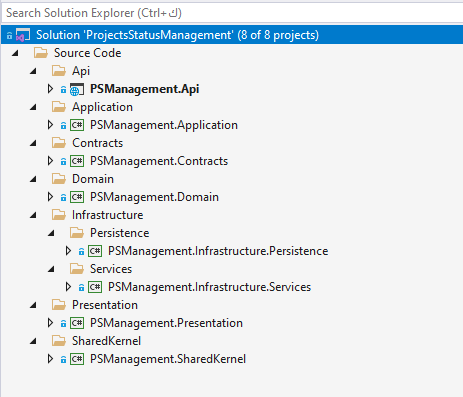 Search Solution Explorer (Ctrl+ك)
Solution 'ProjectsStatusManagement' (8 of 8 projects)
Source Code
Api
PSManagement.Api
Application
C# PSManagement.Application
Contracts
C# PSManagement.Contracts
Domain
C# PSManagement.Domain
Infrastructure
Persistence
C# PSManagement.Infrastructure.Persistence
Services
C# PSManagement.Infrastructure.Services
Presentation
C# PSManagement.Presentation
SharedKernel
C# PSManagement.SharedKernel